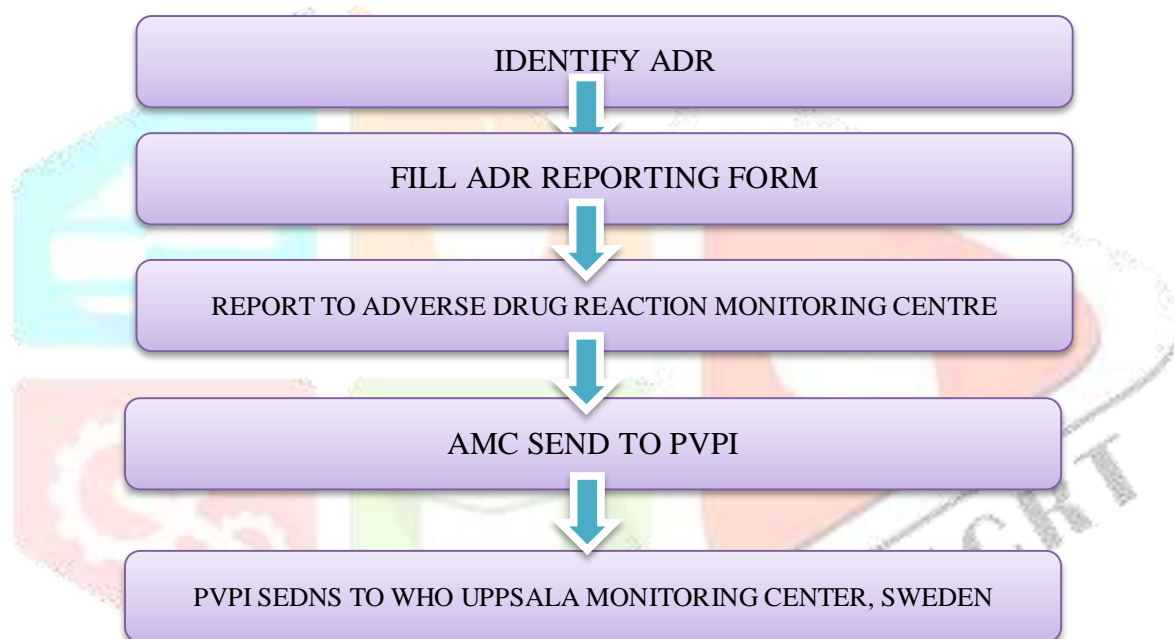 IDENTIFY ADR
FILL ADR REPORTING FORM
REPORT TO ADVERSE DRUG REACTION MONITORING CENTRE
AMC SEND TO PVPI
PVPI SEDNS TO WHO UPPSALA MONITORING CENTER, SWEDEN